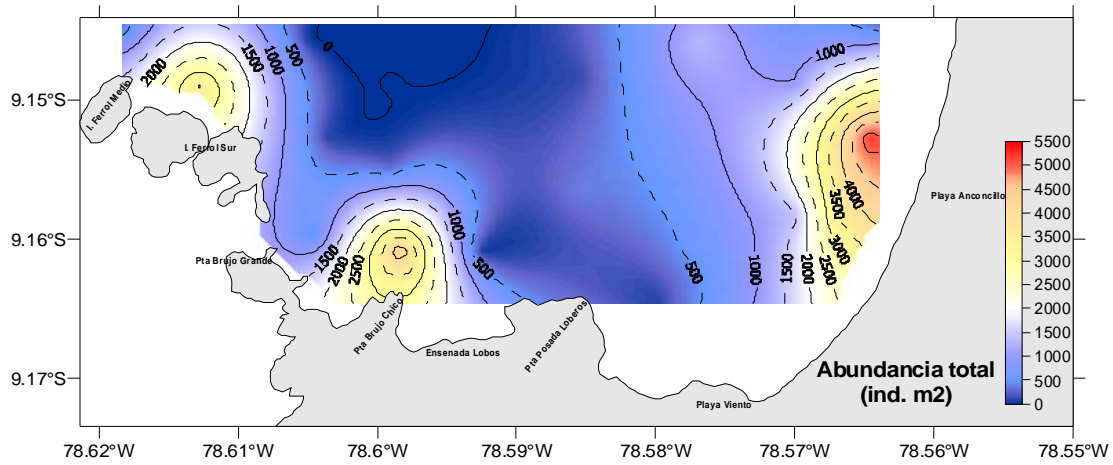 9.15°S
9.16°S
9.17°S
78.62°W
78.61°W
78.6°W
78.59°W
78.58°W
78.57°W
78.56°W
78.55°W
I. Ferrol Medio
I. Ferrol Sur
Pta Brujo Grande
Pta Brujo Chico
Ensenada Lobos
Pta Posada Loberos
Playa Viento
Playa Anconcillo
2000
1500
1000
500
0
1500
2000
2500
1000
500
500
1000
1500
2000
2500
3000
3500
4000
1000
Abundancia total
(ind. m2)
5500
5000
4500
4000
3500
3000
2500
2000
1500
1000
500
0